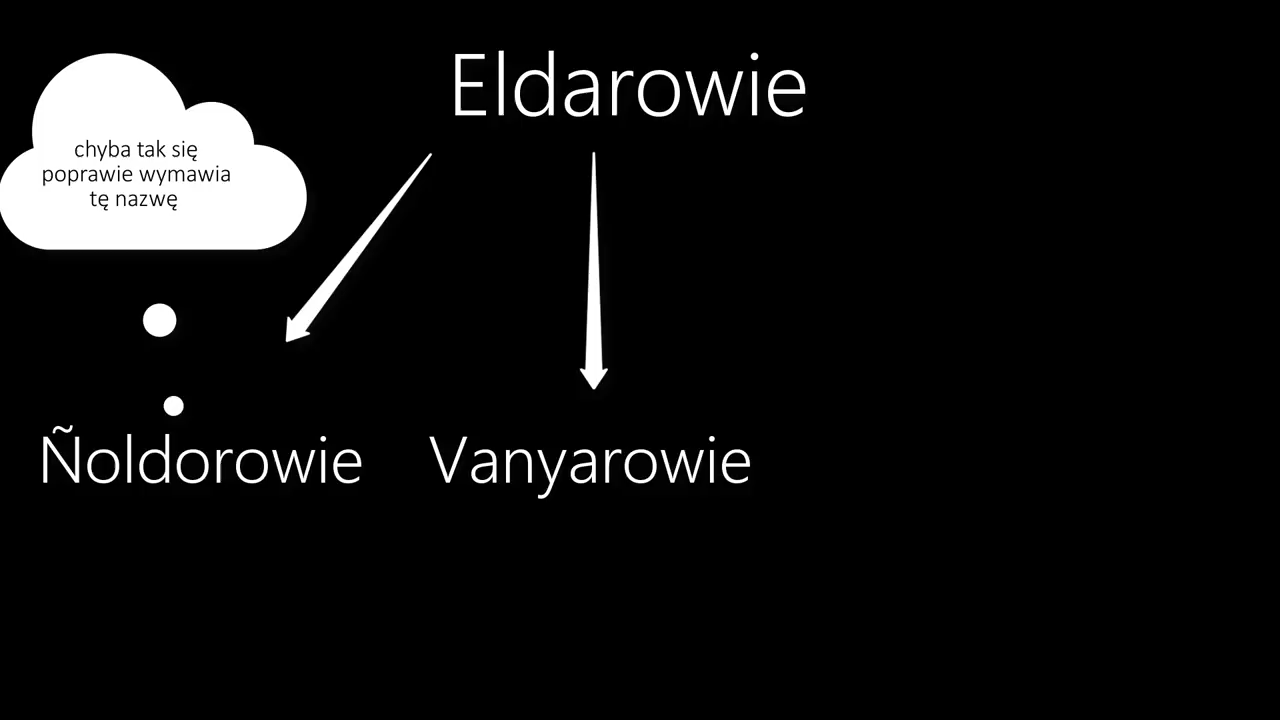 Eldarowie
chyba tak się
poprawie wymawia
tę nazwę
Ñoldorowie
Vanyarowie